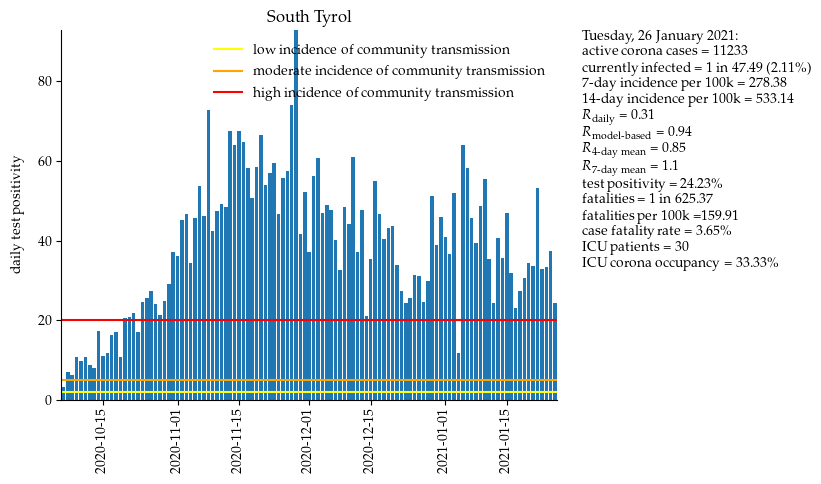 South Tyrol
low incidence of community transmission
moderate incidence of community transmission
high incidence of community transmission
daily test positivity
80
60
40
20
0
2020-10-15
2020-11-01
2020-11-15
2020-12-01
2020-12-15
2021-01-01
2021-01-15
Tuesday, 26 January 2021:
active corona cases = 11233
currently infected = 1 in 47.49 (2.11%)
7-day incidence per 100k = 278.38
14-day incidence per 100k = 533.14
R daily = 0.31
R model-based = 0.94
R 4-day mean = 0.85
R 7-day mean = 1.1
test positivity = 24.23%
fatalities = 1 in 625.37
fatalities per 100k =159.91
case fatality rate = 3.65%
ICU patients = 30
ICU corona occupancy = 33.33%